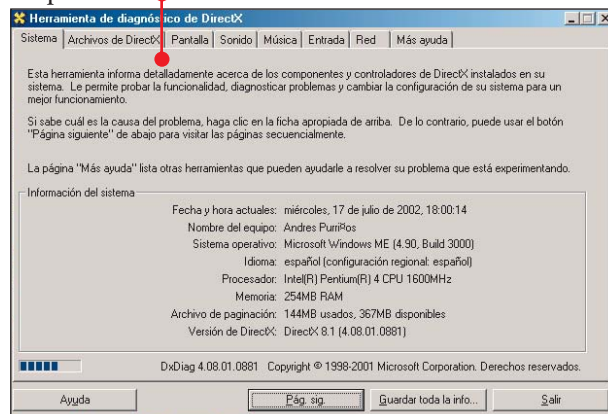 Herramienta de diagnóstico de DirectX
Sistema Archivos de DirectX Pantalla Sonido Música Entrada Red Más ayuda
Esta herramienta informa detalladamente acerca de los componentes y controladores de DirectX instalados en su
sistema. Le permite probar la funcionalidad, diagnosticar problemas y cambiar la configuración de su sistema para un
mejor funcionamiento.
Si sabe cuál es la causa del problema, haga clic en la ficha apropiada de arriba. De lo contrario, puede usar el botón
"Página siguiente" de abajo para visitar las páginas secuencialmente.
La página "Más ayuda" lista otras herramientas que pueden ayudarle a resolver su problema que está experimentando.
Información del sistema
Fecha y hora actuales: miércoles, 17 de julio de 2002, 18:00:14
Nombre del equipo: Andres Purriños
Sistema operativo: Microsoft Windows ME (4.90, Build 3000)
Idioma: español (configuración regional: español)
Procesador: Intel(R) Pentium(R) 4 CPU 1600MHz
Memoria: 254MB RAM
Archivo de paginación: 144MB usados, 367MB disponibles
Versión de DirectX: DirectX 8.1 (4.08.01.0881)
DxDiag 4.08.01.0881 Copyright © 1998-2001 Microsoft Corporation. Derechos reservados.
Ayuda Pág. sig. Guardar toda la info... Salir